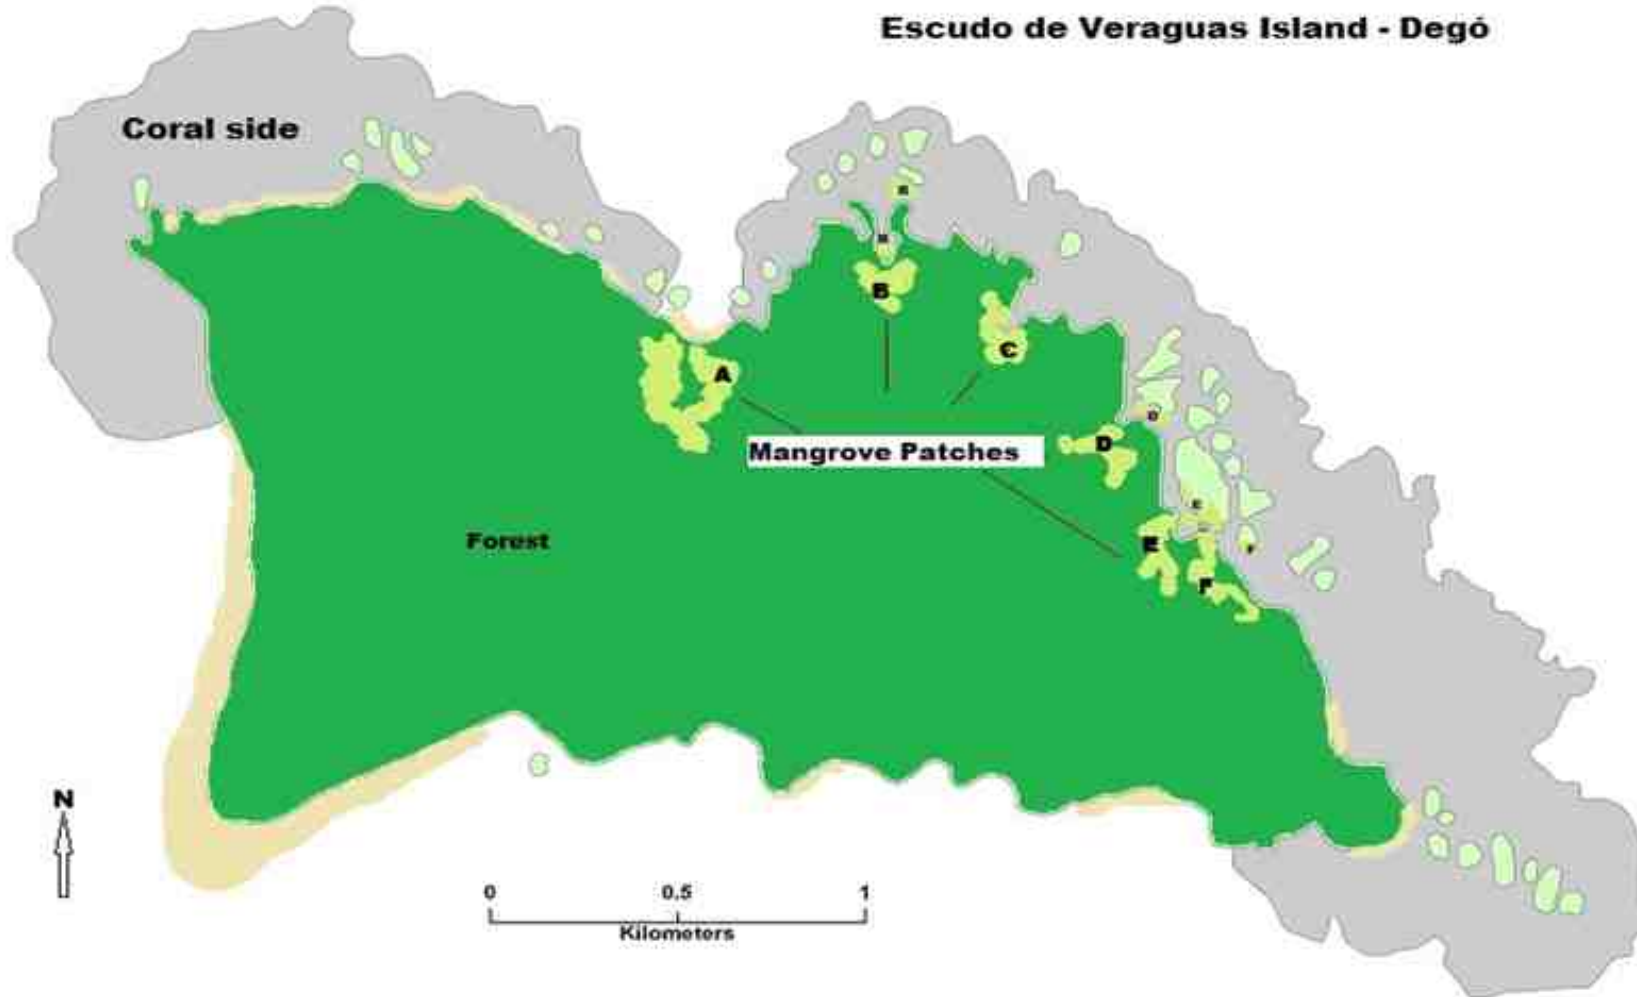 Escudo de Veraguas Island - Degó
Coral side
B
B
B
C
A
D
D
Mangrove Patches
E
E
F
F
Forest
N
0 0.5 1
Kilometers